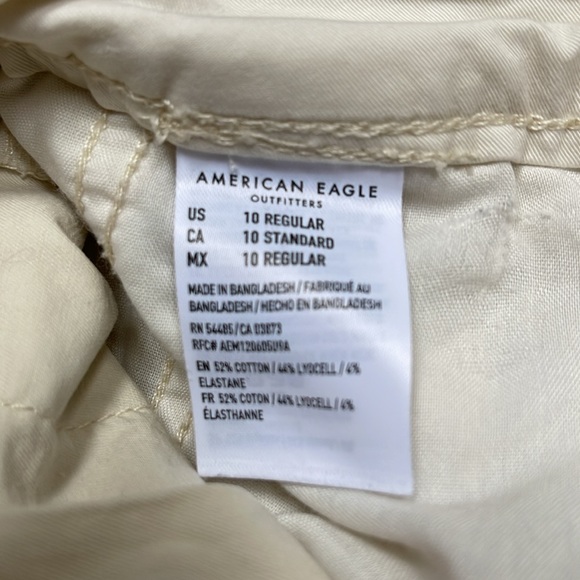 AMERICAN EAGLE
OUTFITTERS
US 10 REGULAR
CA 10 STANDARD
MX 10 REGULAR
MADE IN BANGLADESH / FABRIQUÉ AU
BANGLADESH / HECHO EN BANGLADESH
RN 54485 / CA 03873
RFC# AEM120605U9A
EN 52% COTTON / 44% LYOCELL / 4%
ELASTANE
FR 52% COTON / 44% LYOCELL / 4%
ÉLASTHANNE